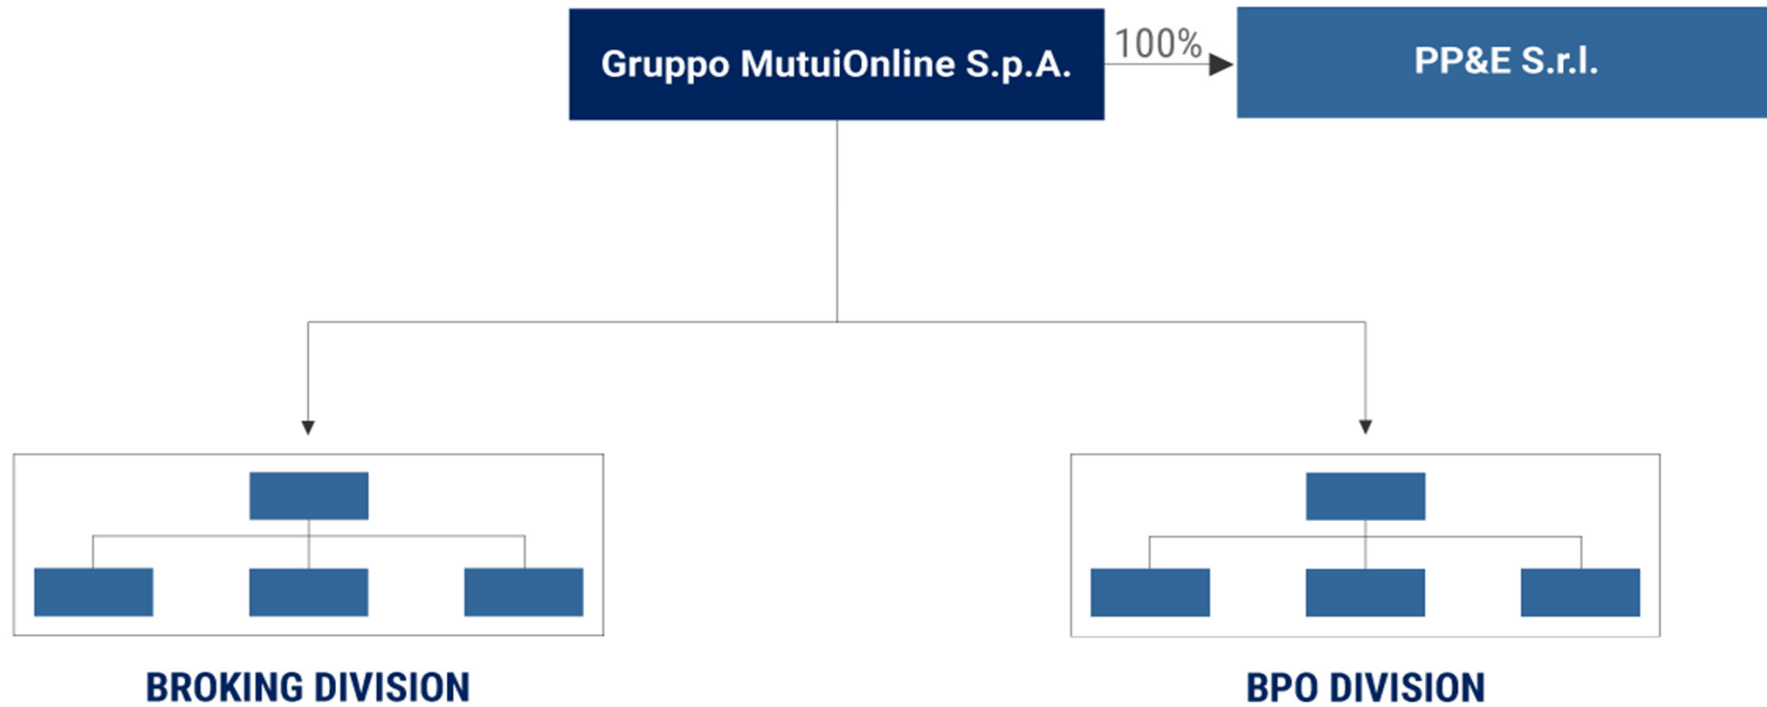 Gruppo MutuiOnline S.p.A.
100%
PP&E S.r.l.
BROKING DIVISION
BPO DIVISION